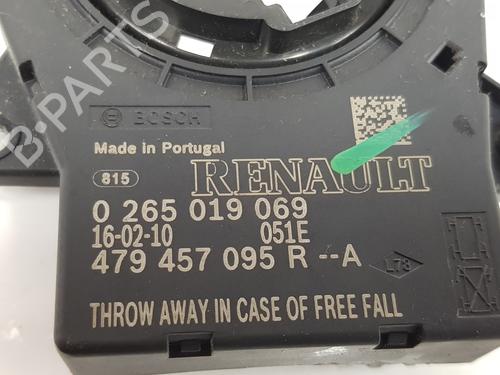 BOSCH
Made in Portugal
815
RENAULT
0 265 019 069
16-02-10 051E
479 457 095 R --A
L73
THROW AWAY IN CASE OF FREE FALL
B-PARTS